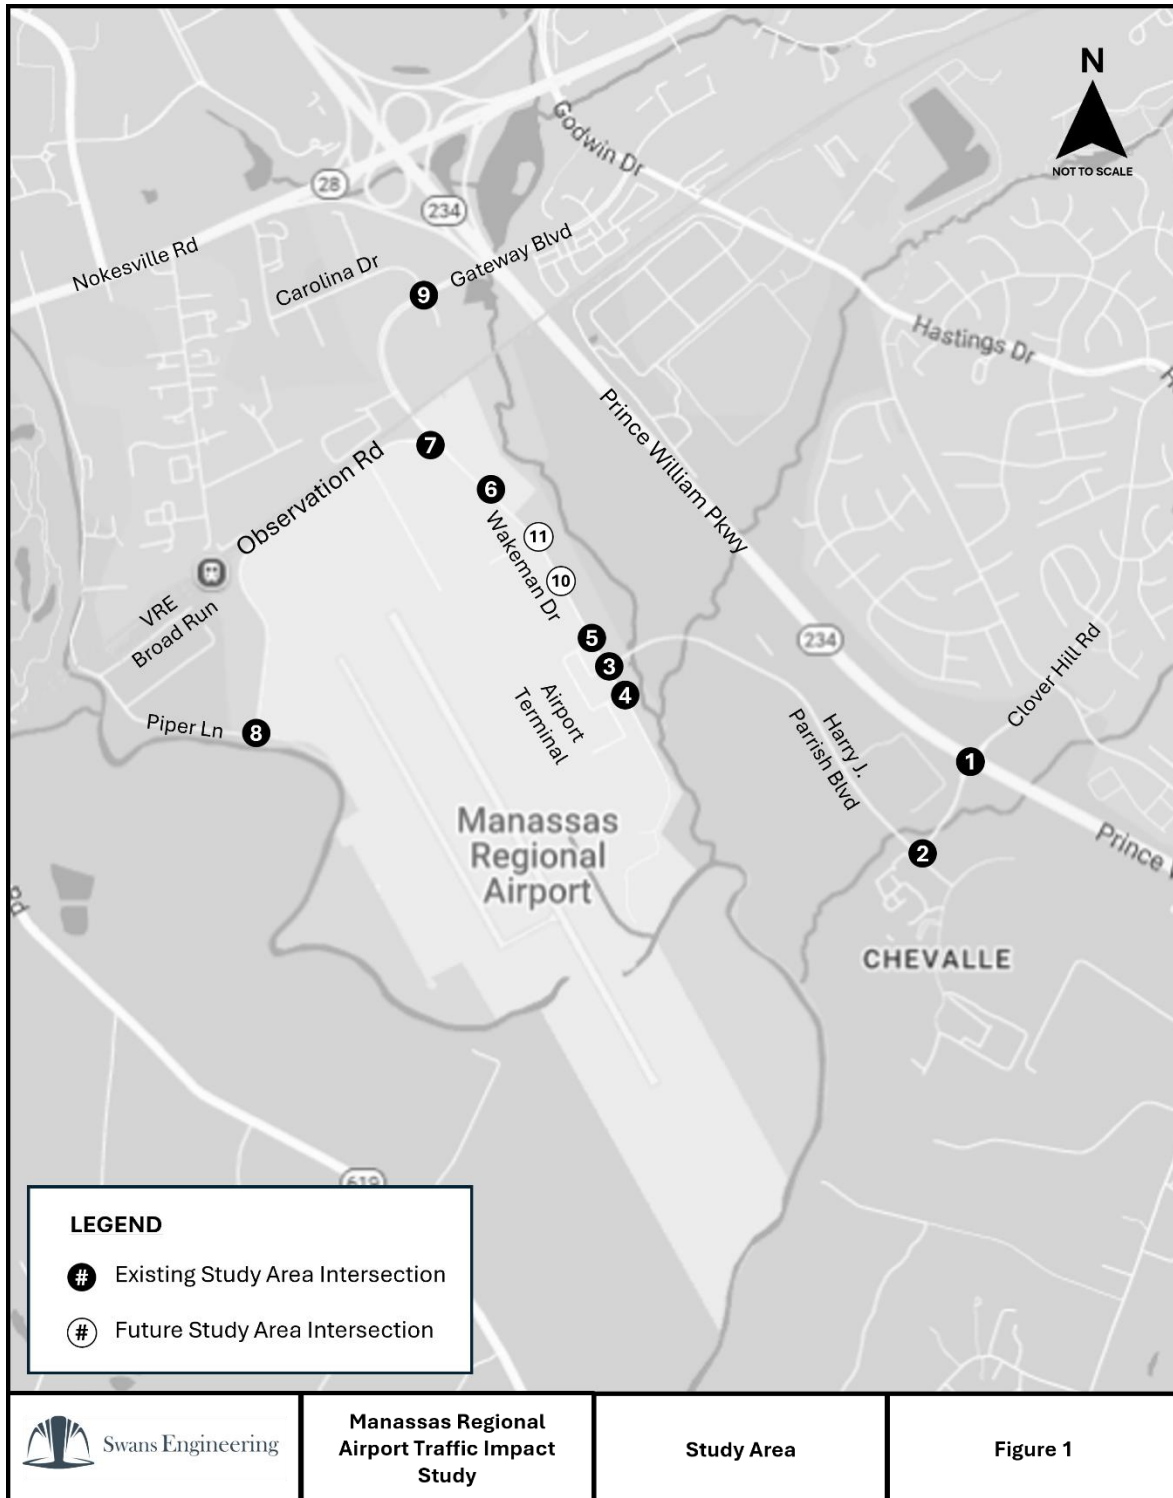 N
NOT TO SCALE
Godwin Dr
28
234
Nokesville Rd
Carolina Dr
Gateway Blvd
9
Hastings Dr
Prince William Pkwy
7
Observation Rd
6
Wakeman Dr
11
10
VRE
Broad Run
5
3
4
234
Clover Hill Rd
Airport
Terminal
Piper Ln
8
Harry J.
Parrish Blvd
1
2
Manassas
Regional
Airport
Prince
CHEVALLE
Rd
619
LEGEND
# Existing Study Area Intersection
# Future Study Area Intersection
Swans Engineering
Manassas Regional
Airport Traffic Impact
Study
Study Area
Figure 1